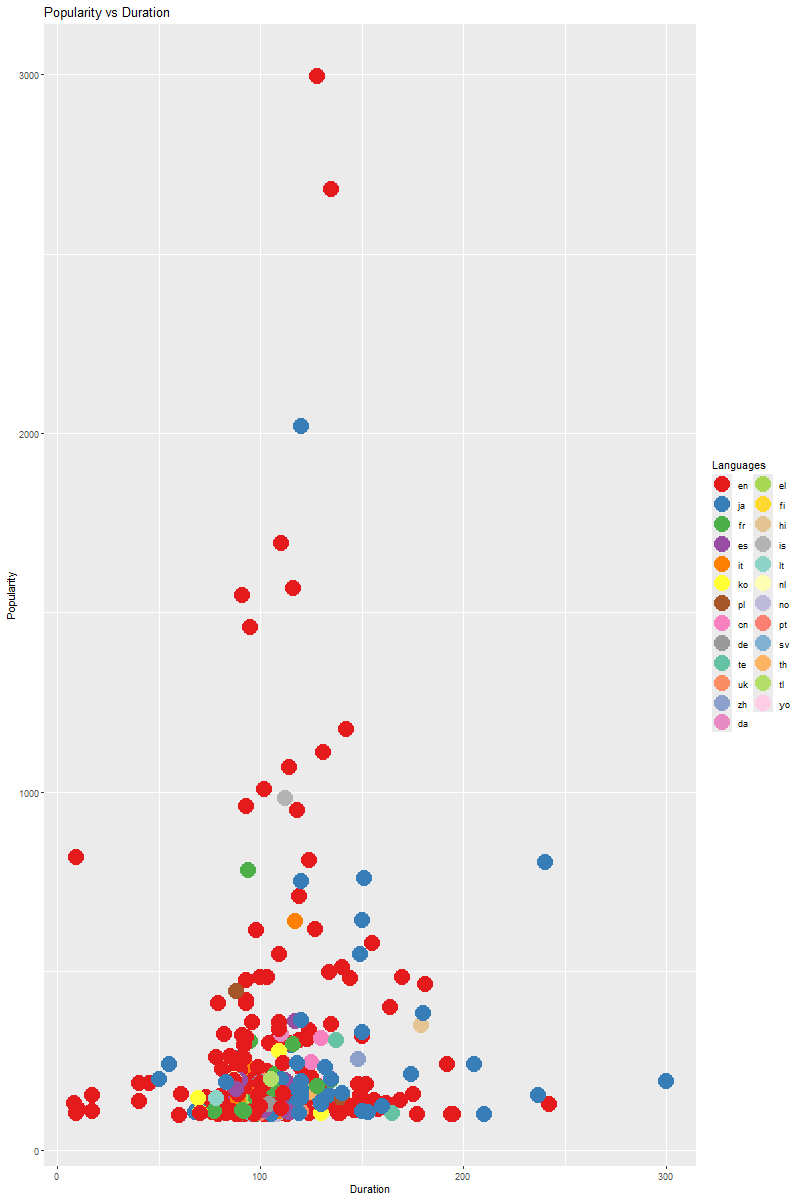 Popularity vs Duration
3000
2000
1000
0
Popularity
0 100 200 300
Duration
Languages
en el
ja fi
fr hi
es is
it lt
ko nl
pl no
cn pt
de sv
te th
uk tl
zh yo
da